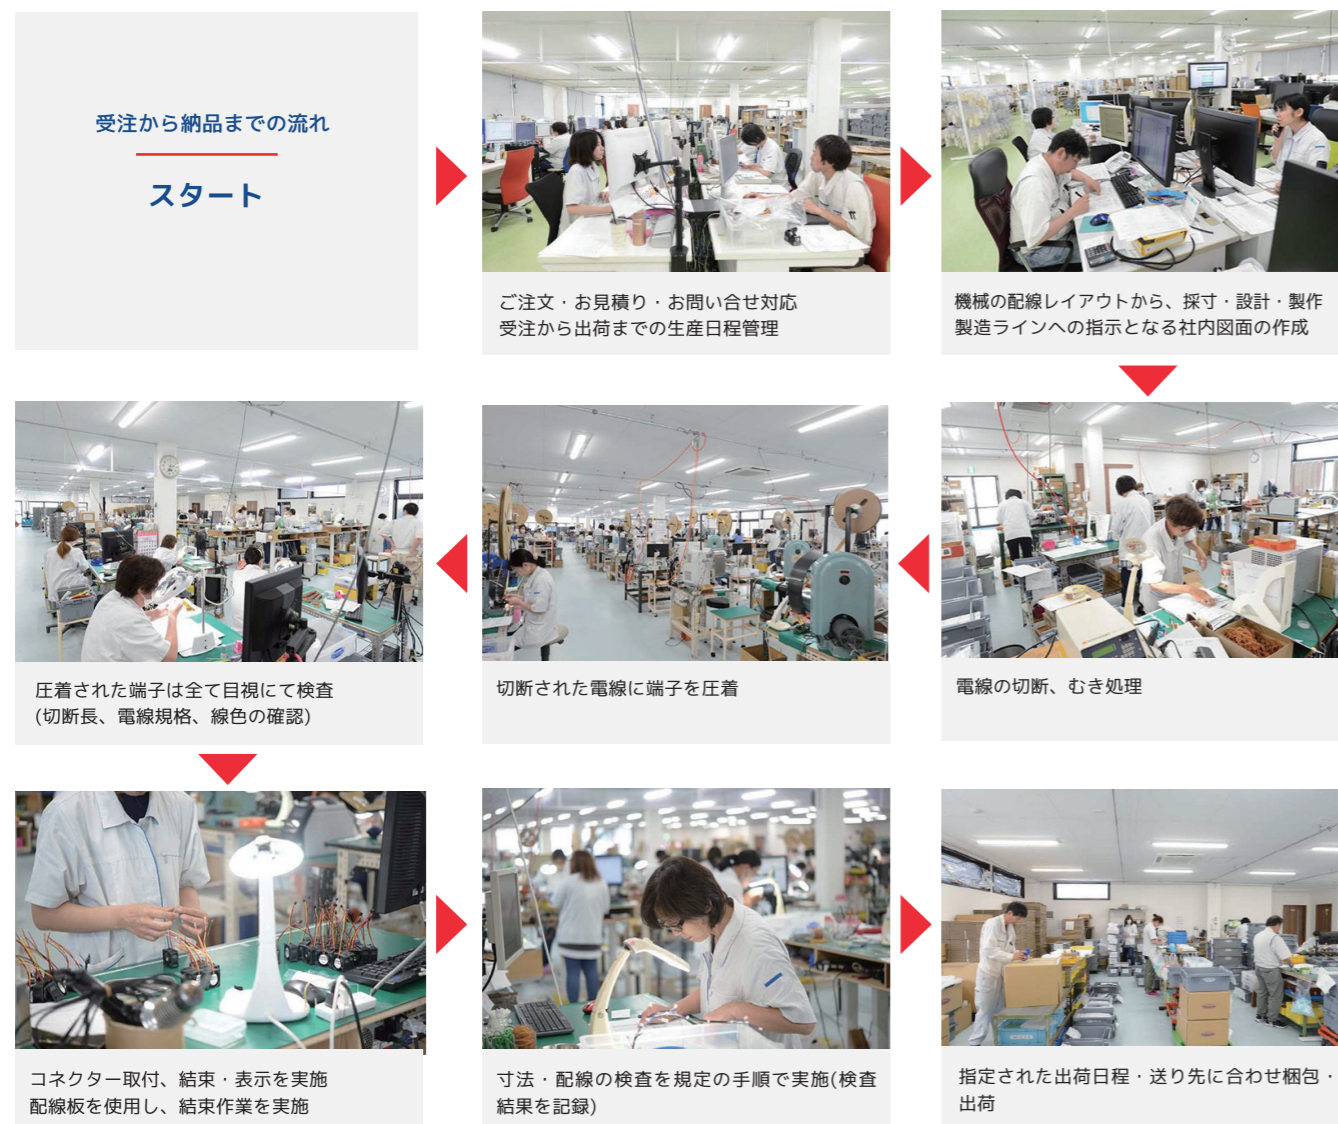 受注から納品までの流れ
スタート
ご注文・お見積り・お問い合せ対応
受注から出荷までの生産日程管理
機械の配線レイアウトから、採寸・設計・製作
製造ラインへの指示となる社内図面の作成
電線の切断、むき処理
切断された電線に端子を圧着
圧着された端子は全て目視にて検査
(切断長、電線規格、線色の確認)
コネクター取付、結束・表示を実施
配線板を使用し、結束作業を実施
寸法・配線の検査を規定の手順で実施(検査
結果を記録)
指定された出荷日程・送り先に合わせ梱包・
出荷